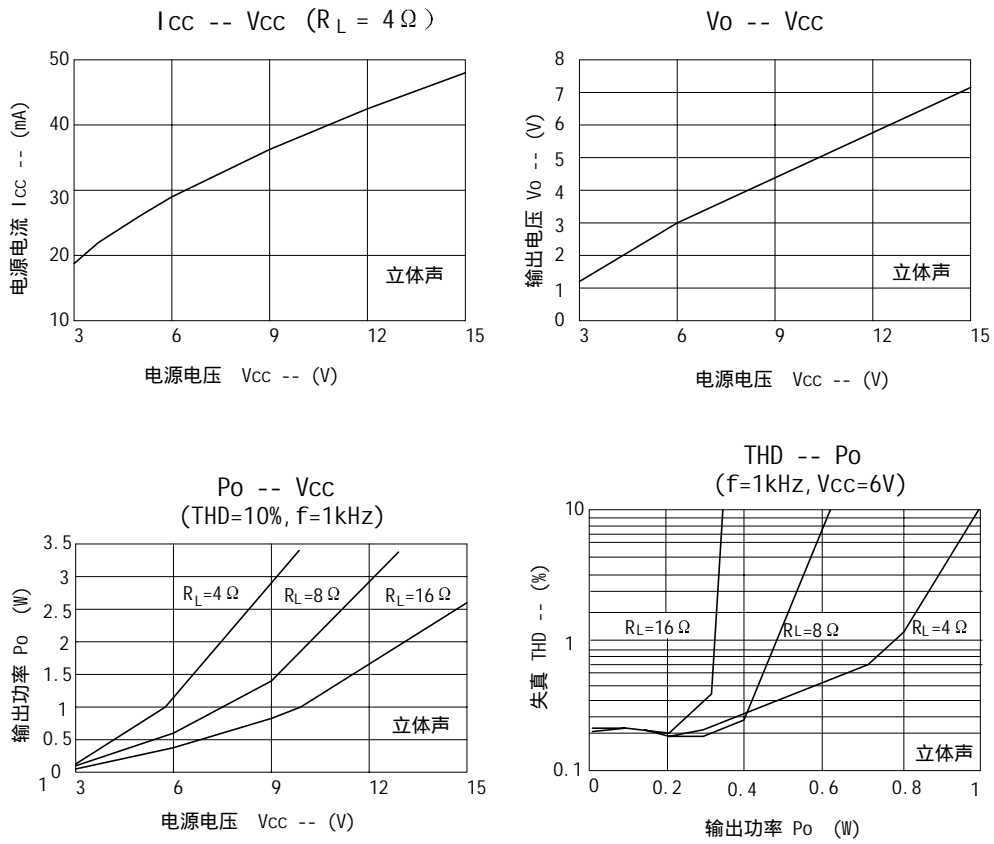 Icc -- Vcc (RL = 4Ω)
50
40
30
20
10
电源电流 Icc -- (mA)
立体声
3 6 9 12 15
电源电压 Vcc -- (V)
Vo -- Vcc
8
7
6
5
4
3
2
1
0
输出电压 Vo -- (V)
立体声
3 6 9 12 15
电源电压 Vcc -- (V)
Po -- Vcc
(THD=10%, f=1kHz)
3.5
3
2.5
2
1.5
1
0.5
0
1
输出功率 Po (W)
RL=4Ω
RL=8Ω
RL=16Ω
立体声
3 6 9 12 15
电源电压 Vcc -- (V)
THD -- Po
(f=1kHz, Vcc=6V)
10
1
0.1
失真 THD -- (%)
RL=16Ω
RL=8Ω
RL=4Ω
立体声
0 0.2 0.4 0.6 0.8 1
输出功率 Po (W)